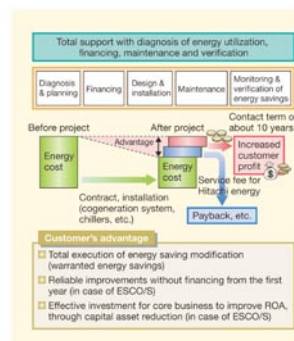 Total support with diagnosis of energy utilization,
financing, maintenance and verification
Diagnosis
& planning
Financing
Design &
installation
Maintenance
Monitoring &
verification
of energy
savings
Contact term o
about 10 years
Before project
After project
Advantage
Increased
customer
profit
$
Energy
cost
Energy
cost
Service fee for
Hitachi energy
Contract, installation
(cogeneration system,
chillers, etc.)
Payback, etc.
Customer's advantage
Total execution of energy saving modification
(warranted energy savings)
Reliable improvements without financing from the first
year (in case of ESCO/S)
Effective investment for core business to improve ROA,
through capital asset reduction (in case of ESCO/S)